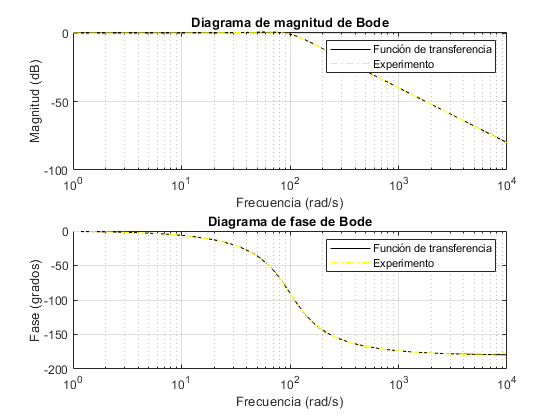 Diagrama de magnitud de Bode
Magnitud (dB)
0
-50
-100
Función de transferencia
Experimento
10^0
10^1
10^2
10^3
10^4
Frecuencia (rad/s)
Diagrama de fase de Bode
Fase (grados)
0
-50
-100
-150
-200
Función de transferencia
Experimento
10^0
10^1
10^2
10^3
10^4
Frecuencia (rad/s)